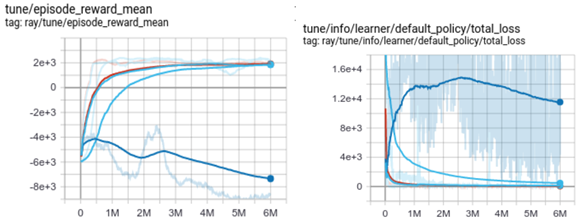 tune/episode_reward_mean
tag: ray/tune/episode_reward_mean
2e+3
0
-2e+3
-4e+3
-6e+3
-8e+3
0 1M 2M 3M 4M 5M 6M
tune/info/learner/default_policy/total_loss
tag: ray/tune/info/learner/default_policy/total_loss
1.6e+4
1.2e+4
8e+3
4e+3
0
0 1M 2M 3M 4M 5M 6M